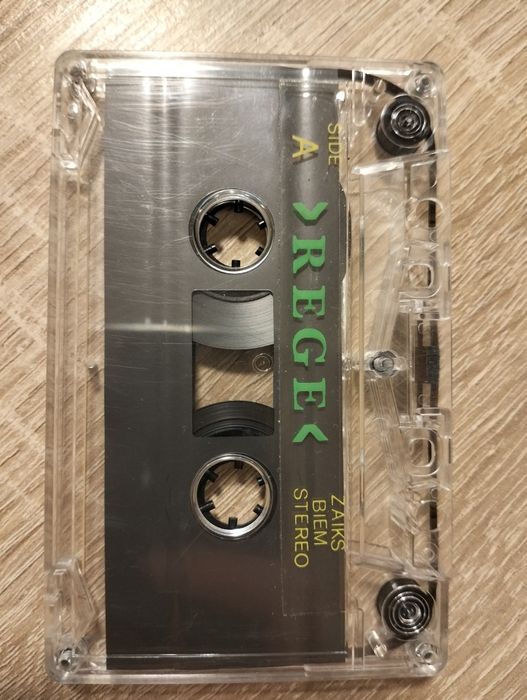 SIDE
A
>REGE<
ZAIKS
BIEM
STEREO